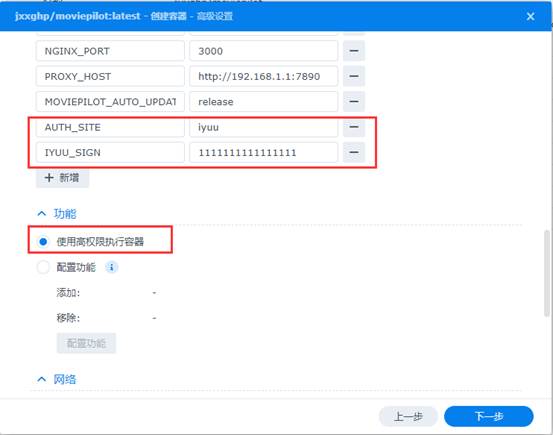 jxxghp/moviepilot:latest - 创建容器 - 高级设置
NGINX_PORT 3000
PROXY_HOST http://192.168.1.1:7890
MOVIEPILOT_AUTO_UPDAT release
AUTH_SITE iyuu
IYUU_SIGN 1111111111111111
新增
功能
使用高权限执行容器
配置功能
添加: -
移除: -
配置功能
网络
上一步 下一步